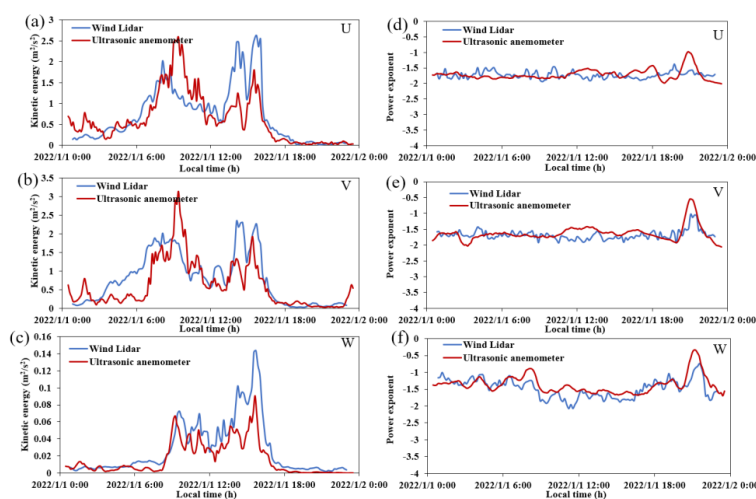 (a)
U
Wind Lidar
Ultrasonic anemometer
Kinetic energy (m²/s²)
3
2.5
2
1.5
1
0.5
0
2022/1/1 0:00 2022/1/1 6:00 2022/1/1 12:00 2022/1/1 18:00 2022/1/2 0:00
Local time (h)
(b)
V
Wind Lidar
Ultrasonic anemometer
Kinetic energy (m²/s²)
3.5
3
2.5
2
1.5
1
0.5
0
2022/1/1 0:00 2022/1/1 6:00 2022/1/1 12:00 2022/1/1 18:00 2022/1/2 0:00
Local time (h)
(c)
W
Wind Lidar
Ultrasonic anemometer
Kinetic energy (m²/s²)
0.16
0.14
0.12
0.1
0.08
0.06
0.04
0.02
0
2022/1/1 0:00 2022/1/1 6:00 2022/1/1 12:00 2022/1/1 18:00 2022/1/2 0:00
Local time (h)
(d)
U
Wind Lidar
Ultrasonic anemometer
Power exponent
0
-0.5
-1
-1.5
-2
-2.5
-3
-3.5
-4
2022/1/1 0:00 2022/1/1 6:00 2022/1/1 12:00 2022/1/1 18:00 2022/1/2 0:00
Local time (h)
(e)
V
Wind Lidar
Ultrasonic anemometer
Power exponent
0
-0.5
-1
-1.5
-2
-2.5
-3
-3.5
-4
2022/1/1 0:00 2022/1/1 6:00 2022/1/1 12:00 2022/1/1 18:00 2022/1/2 0:00
Local time (h)
(f)
W
Wind Lidar
Ultrasonic anemometer
Power exponent
0
-0.5
-1
-1.5
-2
-2.5
-3
-3.5
-4
2022/1/1 0:00 2022/1/1 6:00 2022/1/1 12:00 2022/1/1 18:00 2022/1/2 0:00
Local time (h)